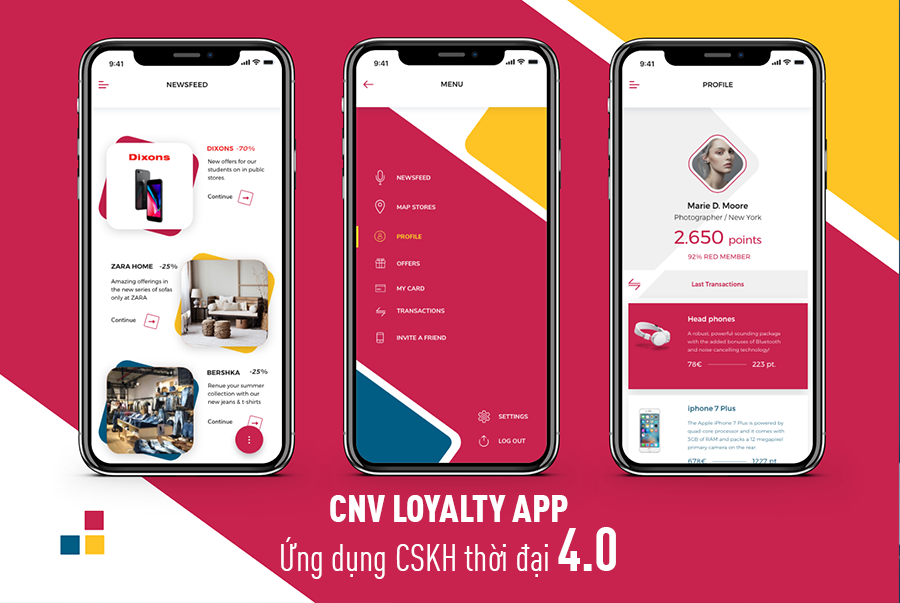 9:41
NEWSFEED
Dixons
DIXONS -70%
New offers for our
students on in public
stores.
Continue
ZARA HOME -25%
Amazing offerings in
the new series of sofas
only at ZARA
Continue
BERSHKA -25%
Renue your summer
collection with our
new jeans & t-shirts
Continue
9:41
MENU
NEWSFEED
MAP STORES
PROFILE
OFFERS
MY CARD
TRANSACTIONS
INVITE A FRIEND
SETTINGS
LOG OUT
9:41
PROFILE
Marie D. Moore
Photographer / New York
2.650 points
92% RED MEMBER
Last Transactions
Head phones
A robust, powerful sounding package
with the added bonuses of Bluetooth
and noise-cancelling technology!
78€ 223 pt.
iphone 7 Plus
The Apple iPhone 7 Plus is powered by
quad-core processor and it comes with
3GB of RAM and packs a 12-megapixel
primary camera on the rear
678€ 1227 pt
CNV LOYALTY APP
Ứng dụng CSKH thời đại 4.0